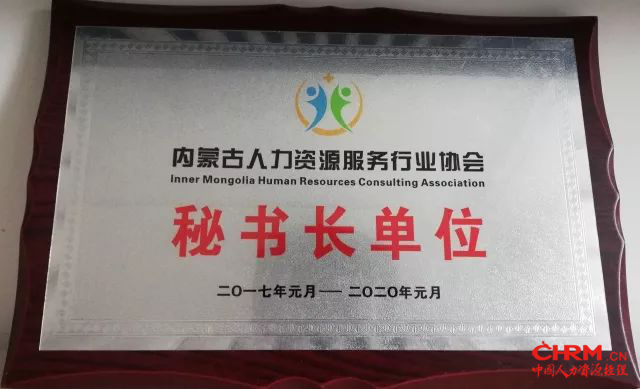 内蒙古人力资源服务行业协会
Inner Mongolia Human Resources Consulting Association
秘书长单位
二〇一七年元月——二〇二〇年元月
CHRM.CN
中国人力资源经理